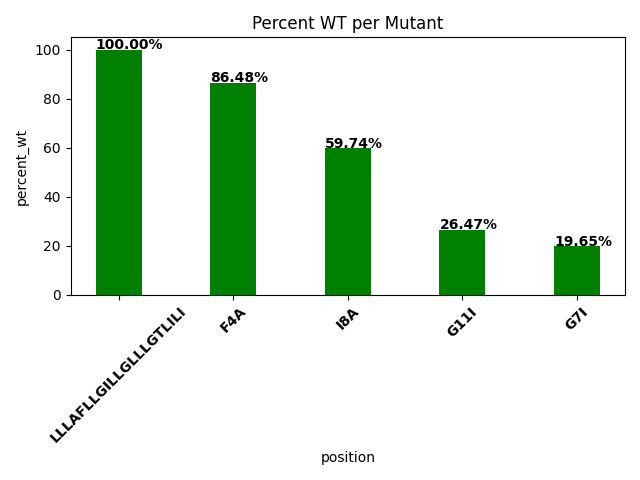 Percent WT per Mutant
percent_wt
100
80
60
40
20
0
100.00%
86.48%
59.74%
26.47%
19.65%
LLLAFLLGILLGLLLGTLILI
F4A
I8A
G11I
G7I
position